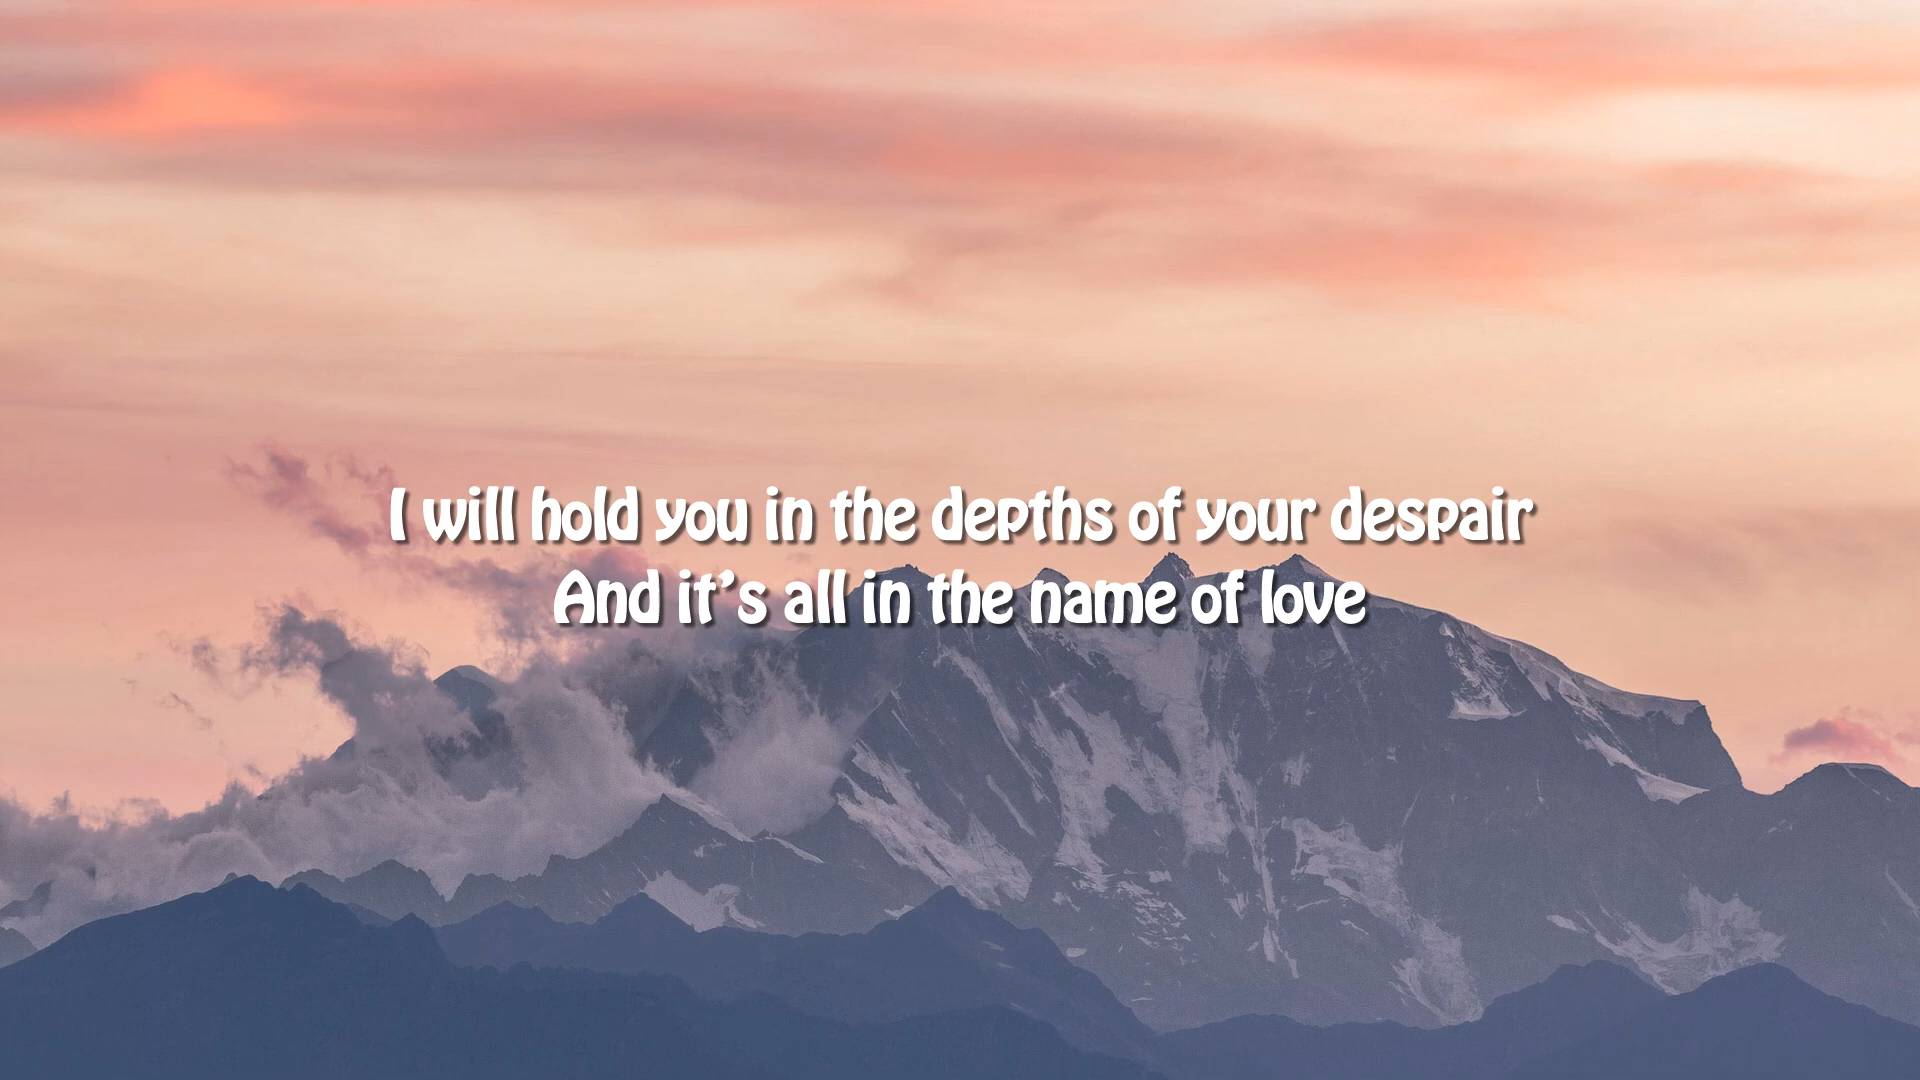 I will hold you in the depths of your despair
And it's all in the name of love